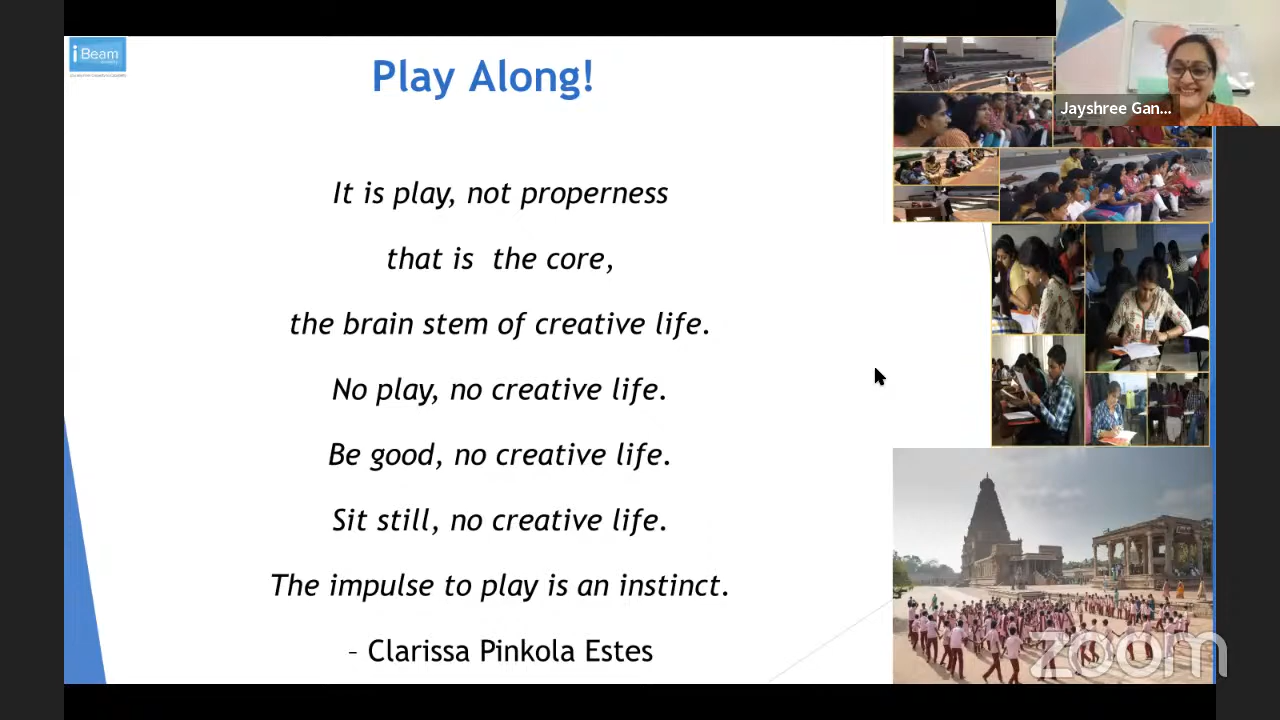 i Beam
Play Along!
Jayshree Gan...
It is play, not properness
that is the core,
the brain stem of creative life.
No play, no creative life.
Be good, no creative life.
Sit still, no creative life.
The impulse to play is an instinct.
– Clarissa Pinkola Estes
zoom